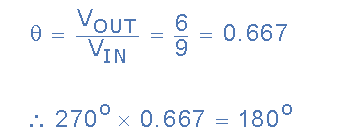 θ = V_OUT / V_IN = 6 / 9 = 0.667
∴ 270° × 0.667 = 180°